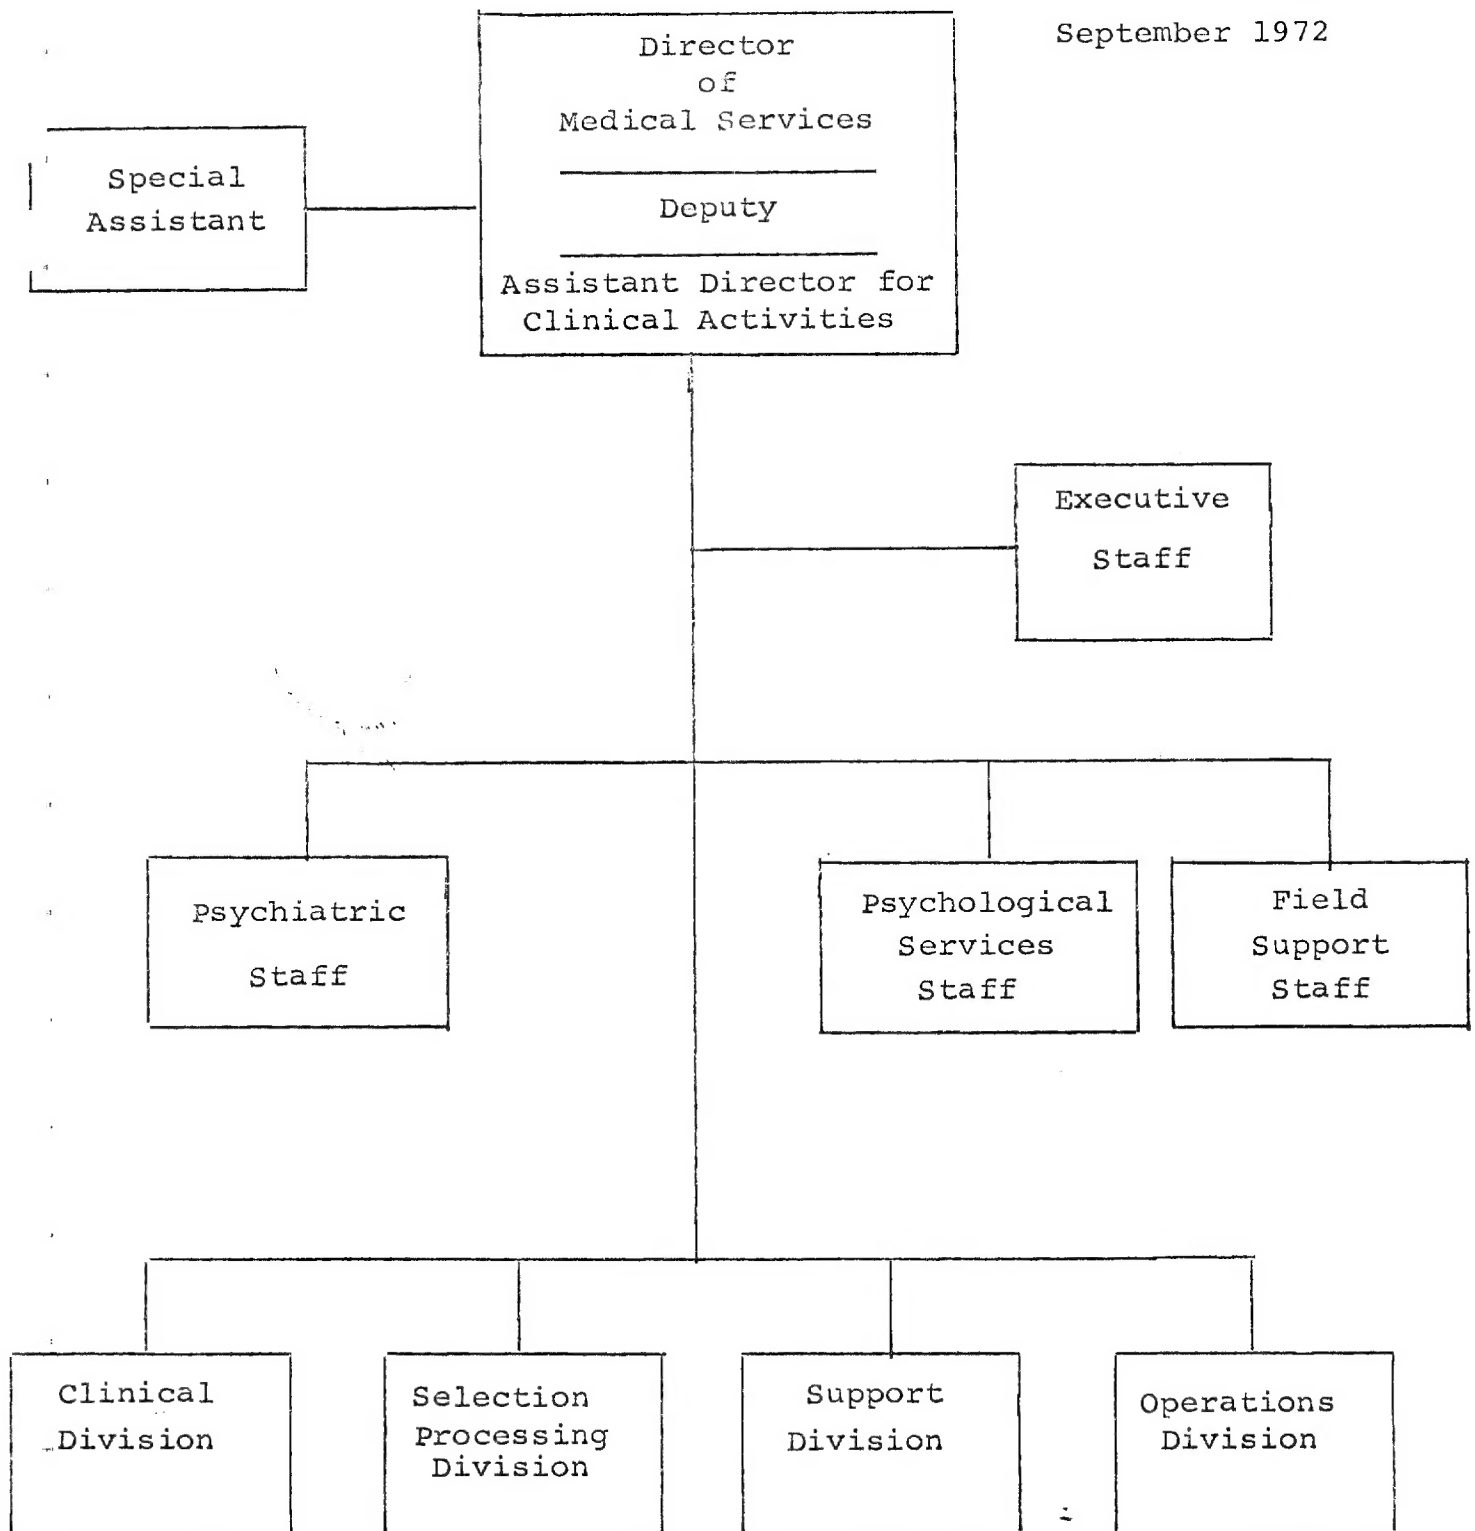 September 1972
Director
of
Medical Services
Deputy
Assistant Director for
Clinical Activities
Special
Assistant
Executive
Staff
Psychiatric
Staff
Psychological
Services
Staff
Field
Support
Staff
Clinical
Division
Selection
Processing
Division
Support
Division
Operations
Division